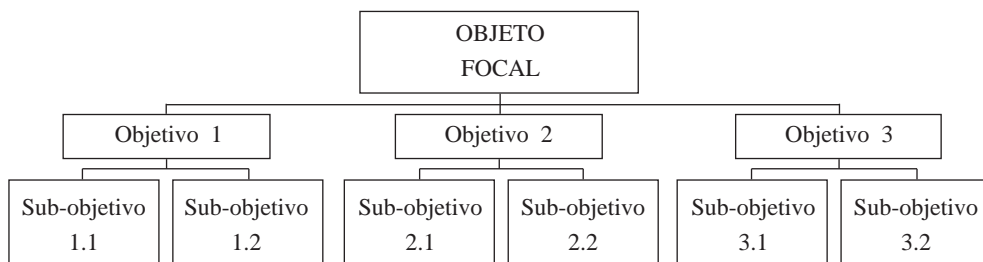 OBJETO
FOCAL
Objetivo 1
Objetivo 2
Objetivo 3
Sub-objetivo
1.1
Sub-objetivo
1.2
Sub-objetivo
2.1
Sub-objetivo
2.2
Sub-objetivo
3.1
Sub-objetivo
3.2